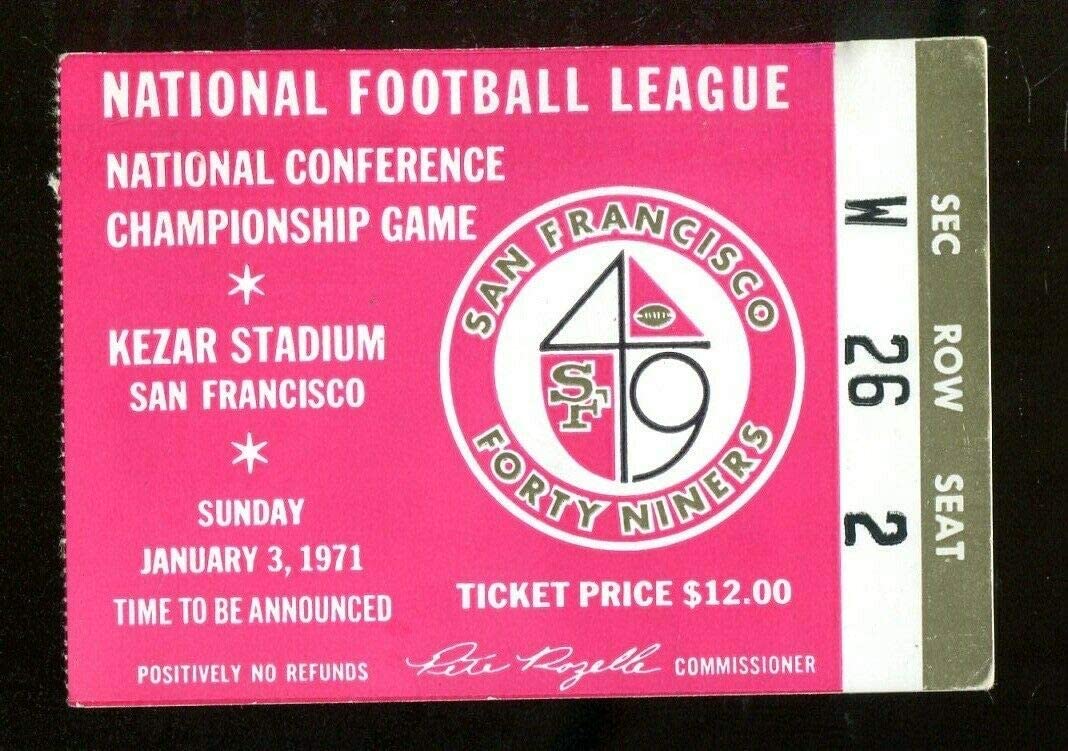 NATIONAL FOOTBALL LEAGUE
NATIONAL CONFERENCE
CHAMPIONSHIP GAME
KEZAR STADIUM
SAN FRANCISCO
SUNDAY
JANUARY 3, 1971
TIME TO BE ANNOUNCED
POSITIVELY NO REFUNDS
SAN FRANCISCO
49
SF
FORTY NINERS
TICKET PRICE $12.00
Pete Rozelle COMMISSIONER
W 26 2
SEC ROW SEAT